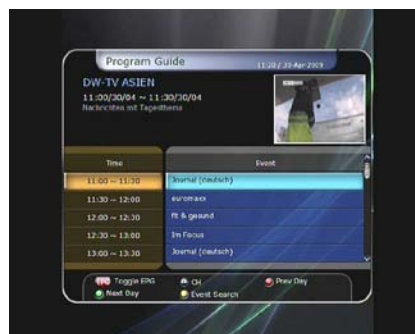 Program Guide
11:20 / 30-Apr-2009
DW-TV ASIEN
11:00/30/04 ~ 11:30/30/04
Nachrichten mit Tagesthema
Time
Event
11:00 ~ 11:30
Journal (deutsch)
11:30 ~ 12:00
euromaxx
12:00 ~ 12:30
fit & gesund
12:30 ~ 13:00
Im Focus
13:00 ~ 13:30
Journal (deutsch)
EPG Toggle EPG
CH
Prev Day
Next Day
Event Search